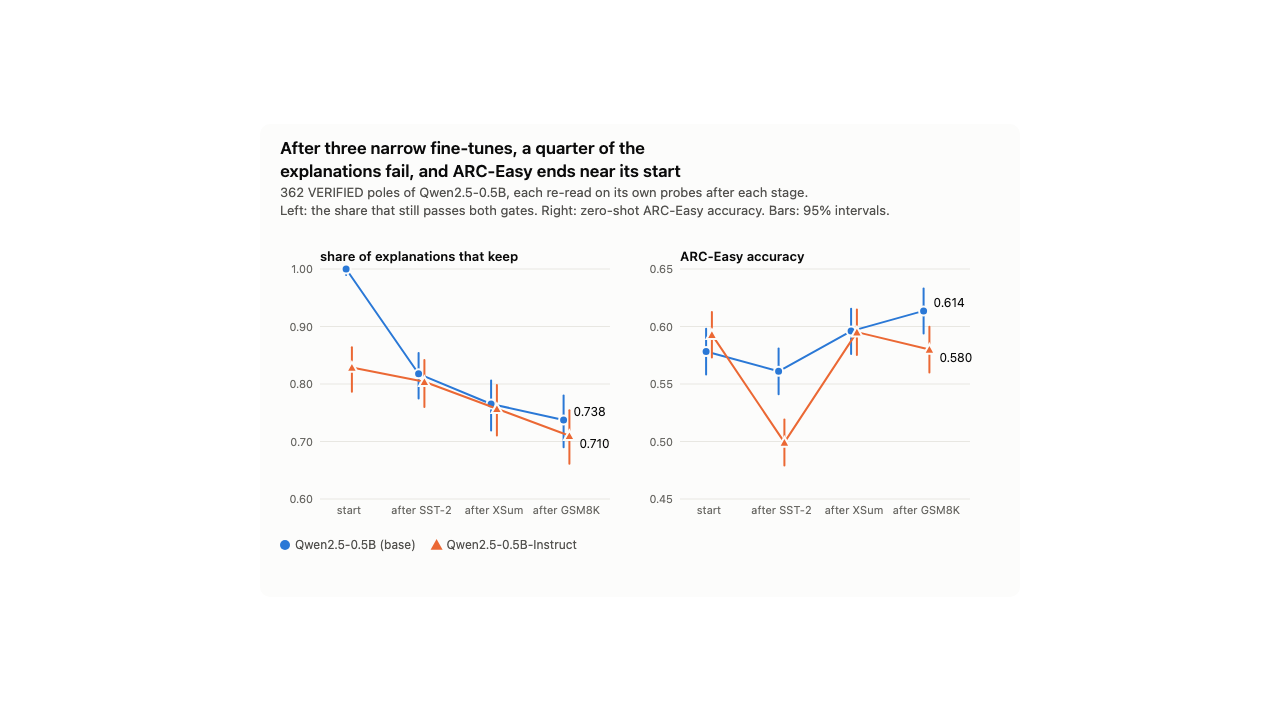 After three narrow fine-tunes, a quarter of the
explanations fail, and ARC-Easy ends near its start
362 VERIFIED poles of Qwen2.5-0.5B, each re-read on its own probes after each stage.
Left: the share that still passes both gates. Right: zero-shot ARC-Easy accuracy. Bars: 95% intervals.
share of explanations that keep
1.00
0.90
0.80
0.70
0.60
0.738
0.710
start
after SST-2
after XSum
after GSM8K
ARC-Easy accuracy
0.65
0.60
0.55
0.50
0.45
0.614
0.580
start
after SST-2
after XSum
after GSM8K
Qwen2.5-0.5B (base)
Qwen2.5-0.5B-Instruct